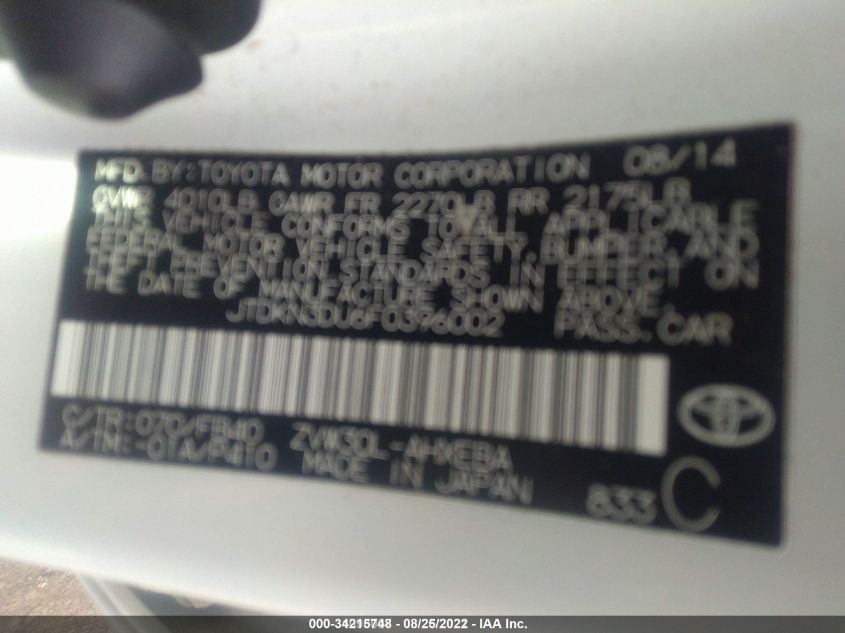 MFD. BY: TOYOTA MOTOR CORPORATION 08/14
GVWR 4010LB GAWR FR 2270LB RR 2175LB
THIS VEHICLE CONFORMS TO ALL APPLICABLE
FEDERAL MOTOR VEHICLE SAFETY, BUMPER, AND
THEFT PREVENTION STANDARDS IN EFFECT ON
THE DATE OF MANUFACTURE SHOWN ABOVE.
JTDKN3DU6F0396002 PASS. CAR
C/TR: 070/FB40 ZVW30L-AHXEBA
A/TM: -01A/P410 MADE IN JAPAN
833 C
000-34215748 - 08/25/2022 - IAA Inc.